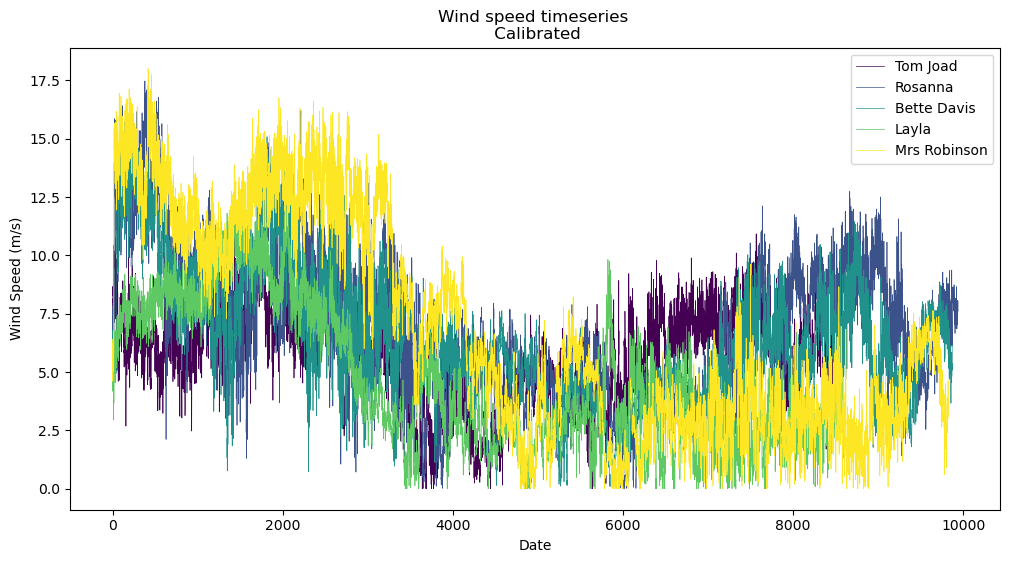 Wind speed timeseries
Calibrated
Tom Joad
Rosanna
Bette Davis
Layla
Mrs Robinson
Wind Speed (m/s)
17.5
15.0
12.5
10.0
7.5
5.0
2.5
0.0
0 2000 4000 6000 8000 10000
Date